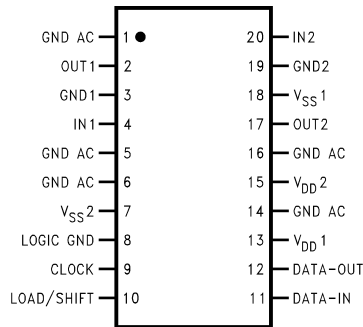 GND AC 1 20 IN2
OUT1 2 19 GND2
GND1 3 18 VSS1
IN1 4 17 OUT2
GND AC 5 16 GND AC
GND AC 6 15 VDD2
VSS2 7 14 GND AC
LOGIC GND 8 13 VDD1
CLOCK 9 12 DATA-OUT
LOAD/SHIFT 10 11 DATA-IN